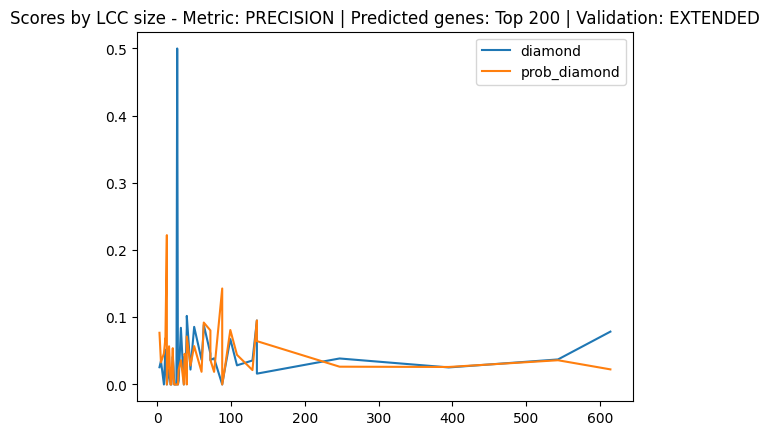 Scores by LCC size - Metric: PRECISION | Predicted genes: Top 200 | Validation: EXTENDED
diamond
prob_diamond
0.5
0.4
0.3
0.2
0.1
0.0
0 100 200 300 400 500 600